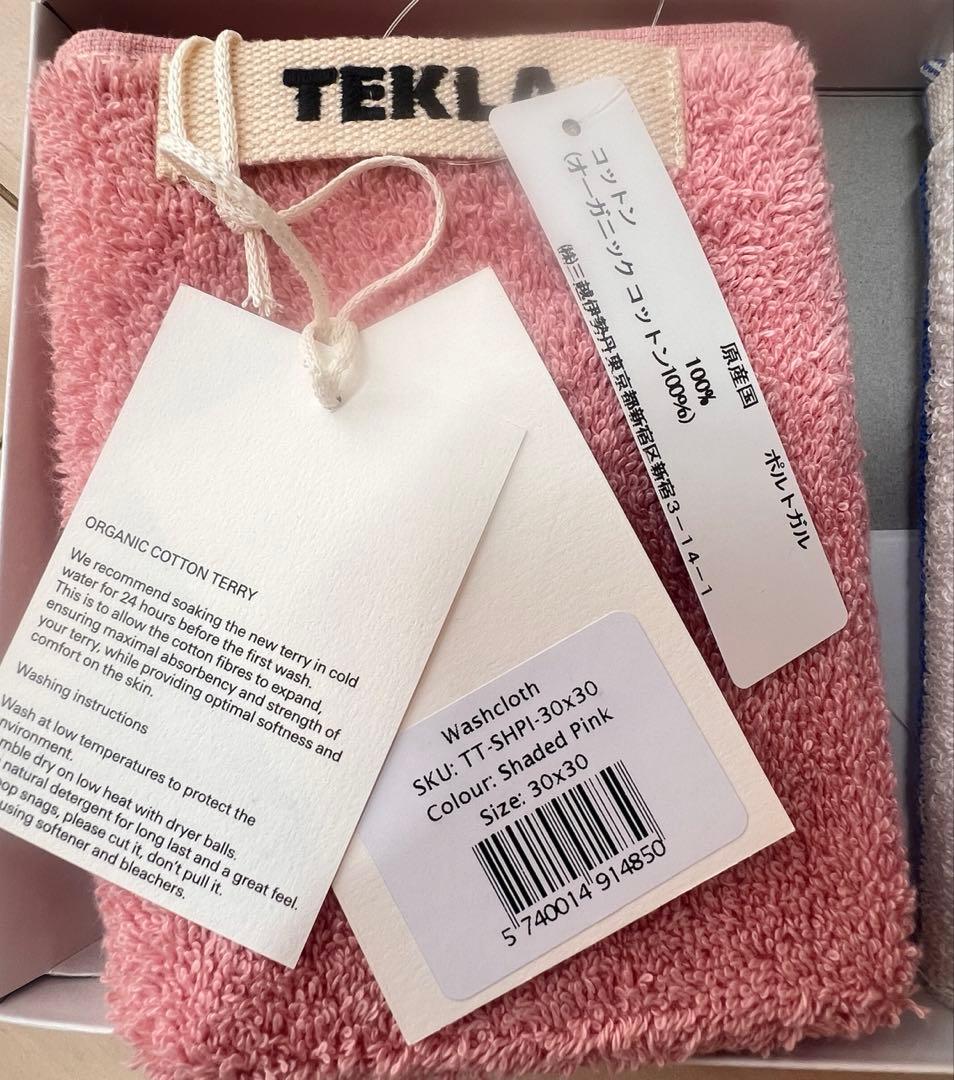 TEKLA
原産国 ポルトガル
コットン 100%
(オーガニック コットン100%)
㈱三越伊勢丹 東京都新宿区新宿3-14-1
ORGANIC COTTON TERRY
We recommend soaking the new terry in cold
water for 24 hours before the first wash.
This is to allow the cotton fibres to expand,
ensuring maximal absorbency and strength of
your terry, while providing optimal softness and
comfort on the skin.
Washing instructions
Wash at low temperatures to protect the
nvironment.
mble dry on low heat with dryer balls.
natural detergent for long last and a great feel.
op snags, please cut it, don't pull it.
using softener and bleachers.
Washcloth
SKU: TT-SHPI-30x30
Colour: Shaded Pink
Size: 30x30
5 740014 914850